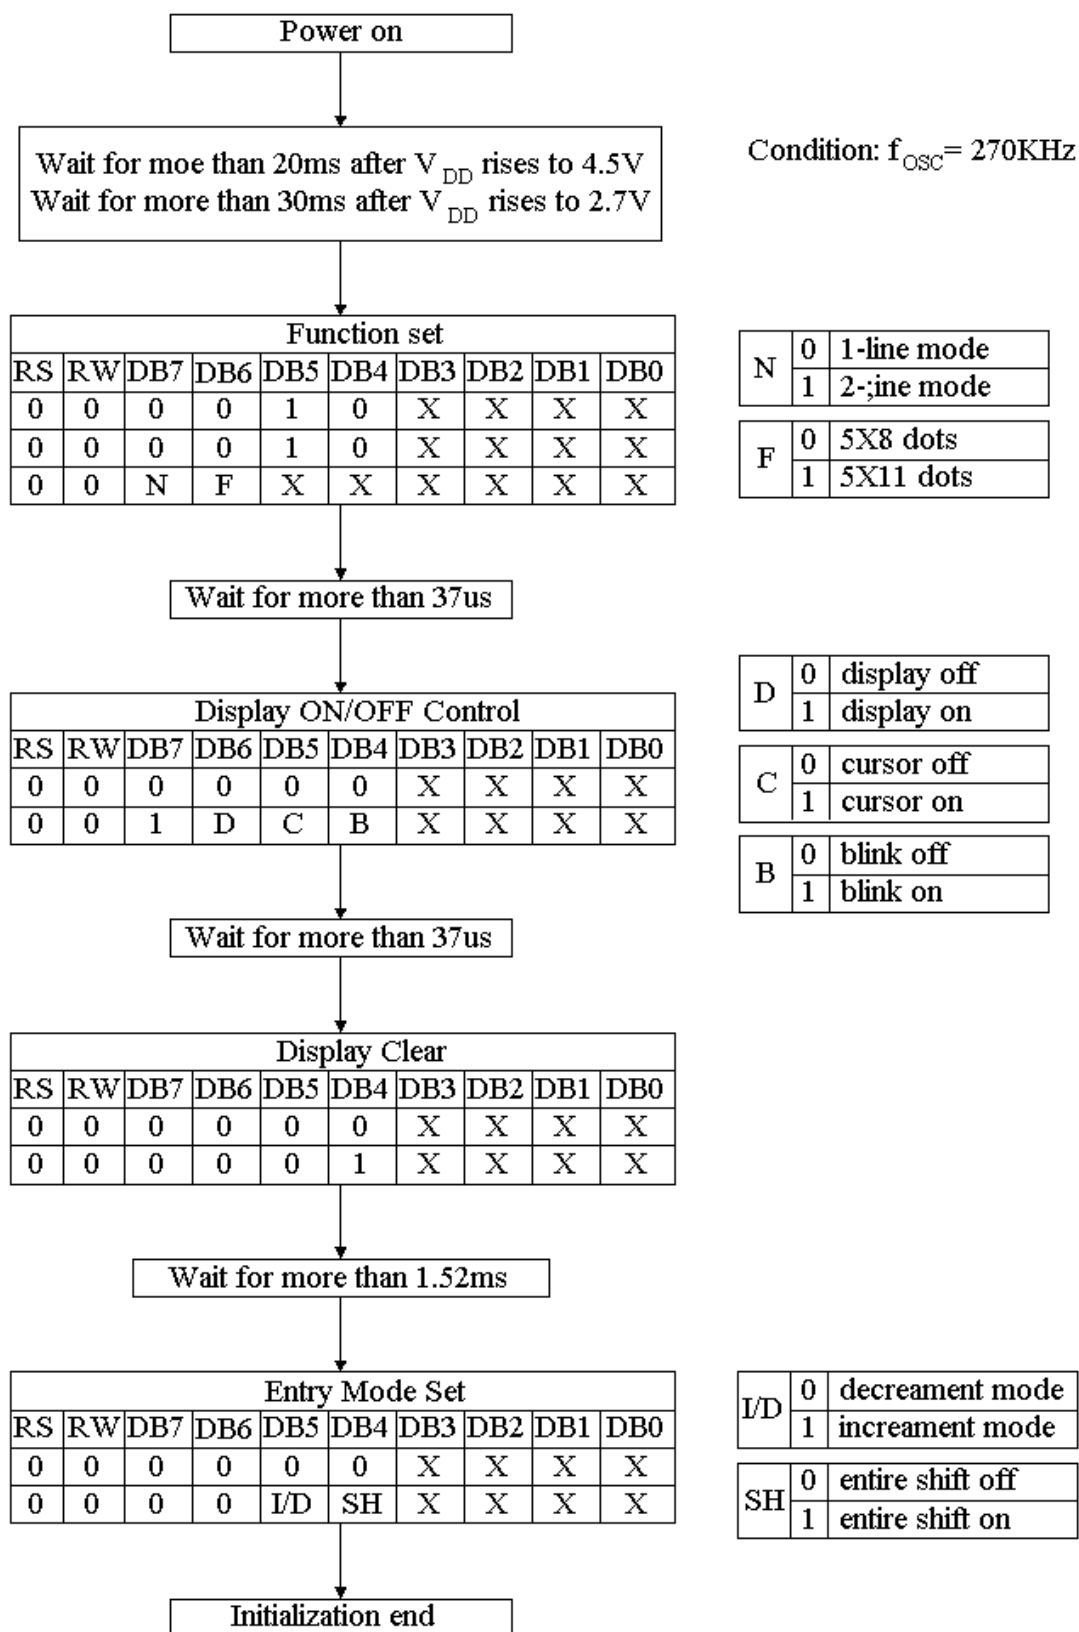 Power on
Wait for moe than 20ms after V DD rises to 4.5V
Wait for more than 30ms after V DD rises to 2.7V
Condition: f OSC= 270KHz
Function set
RS RW DB7 DB6 DB5 DB4 DB3 DB2 DB1 DB0
0 0 0 0 1 0 X X X X
0 0 0 0 1 0 X X X X
0 0 N F X X X X X X
N
0 1-line mode
1 2-;ine mode
F
0 5X8 dots
1 5X11 dots
Wait for more than 37us
Display ON/OFF Control
RS RW DB7 DB6 DB5 DB4 DB3 DB2 DB1 DB0
0 0 0 0 0 0 X X X X
0 0 1 D C B X X X X
D
0 display off
1 display on
C
0 cursor off
1 cursor on
B
0 blink off
1 blink on
Wait for more than 37us
Display Clear
RS RW DB7 DB6 DB5 DB4 DB3 DB2 DB1 DB0
0 0 0 0 0 0 X X X X
0 0 0 0 0 1 X X X X
Wait for more than 1.52ms
Entry Mode Set
RS RW DB7 DB6 DB5 DB4 DB3 DB2 DB1 DB0
0 0 0 0 0 0 X X X X
0 0 0 0 I/D SH X X X X
I/D
0 decreament mode
1 increament mode
SH
0 entire shift off
1 entire shift on
Initialization end